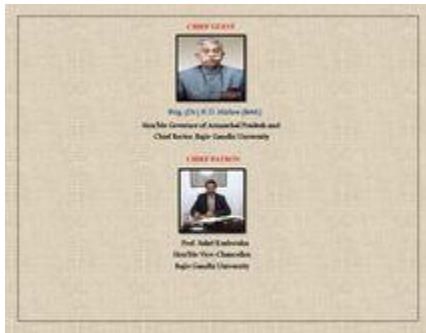 CHIEF GUEST
Brig. (Dr.) B. D. Mishra (Retd.)
Hon'ble Governor of Arunachal Pradesh and
Chief Rector, Rajiv Gandhi University
CHIEF PATRON
Prof. Saket Kushwaha
Hon'ble Vice-Chancellor
Rajiv Gandhi University